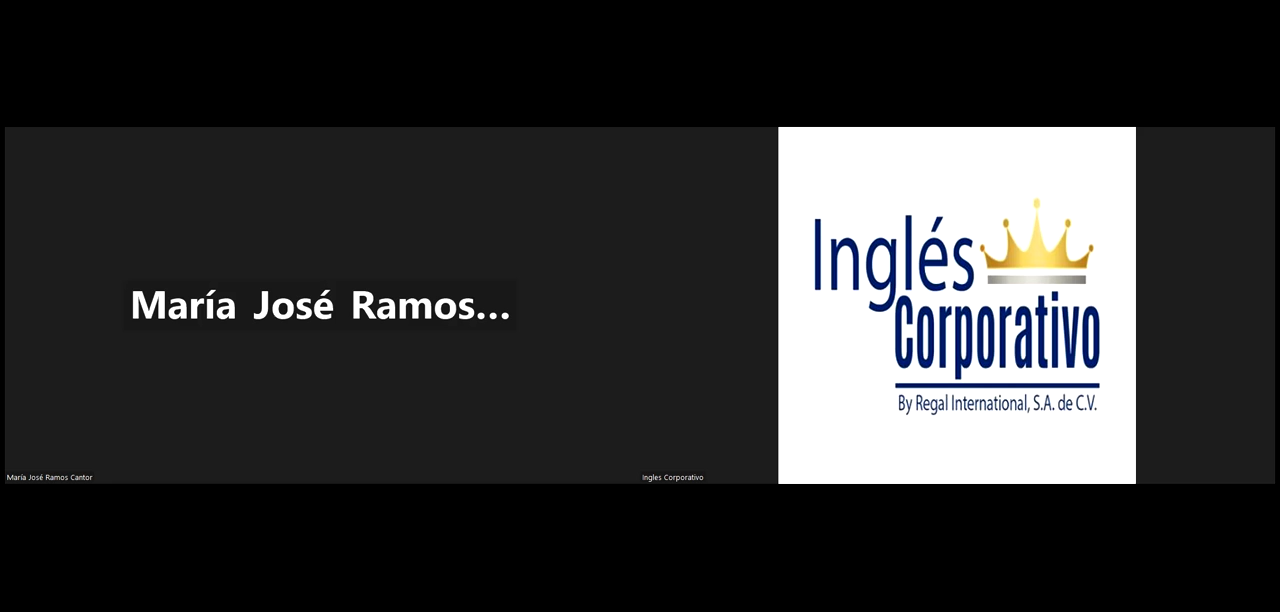 María José Ramos...
María José Ramos Cantor
Inglés
Corporativo
By Regal International, S.A. de C.V.
Ingles Corporativo